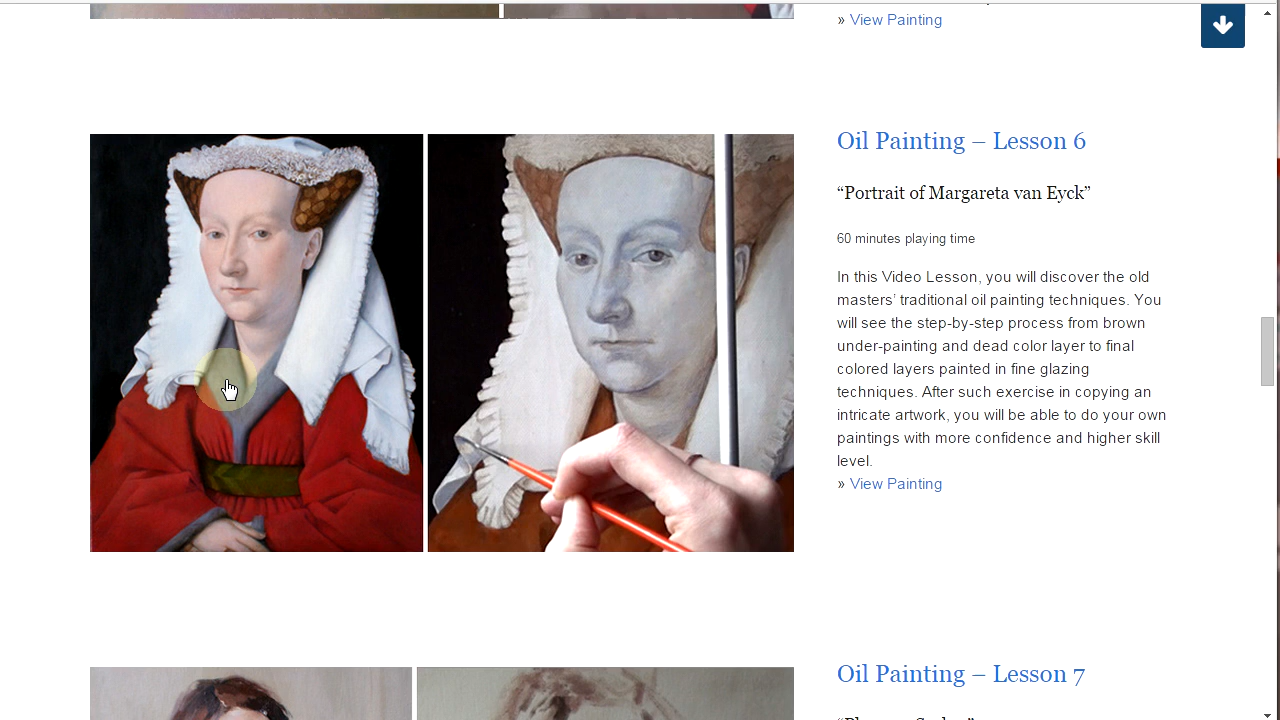 » View Painting
Oil Painting – Lesson 6
“Portrait of Margareta van Eyck”
60 minutes playing time
In this Video Lesson, you will discover the old
masters’ traditional oil painting techniques. You
will see the step-by-step process from brown
under-painting and dead color layer to final
colored layers painted in fine glazing
techniques. After such exercise in copying an
intricate artwork, you will be able to do your own
paintings with more confidence and higher skill
level.
» View Painting
Oil Painting – Lesson 7